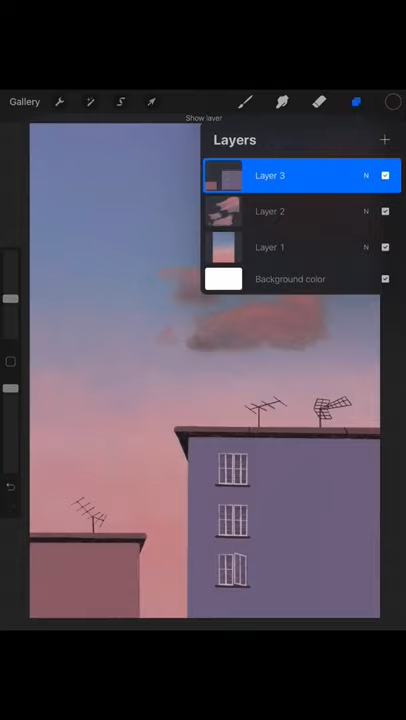 Gallery
Show layer
Layers
Layer 3 N
Layer 2 N
Layer 1 N
Background color